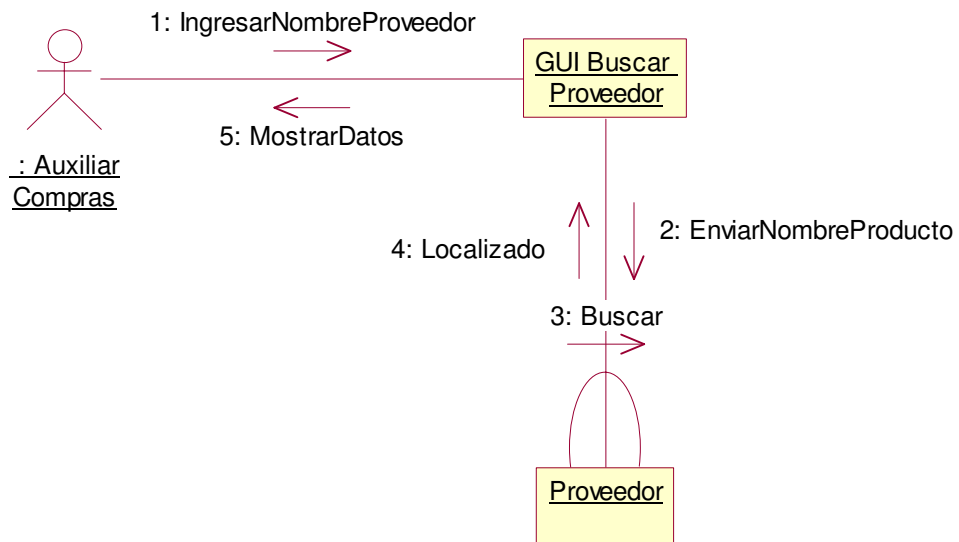 1: IngresarNombreProveedor
GUI Buscar
Proveedor
5: MostrarDatos
: Auxiliar
Compras
2: EnviarNombreProducto
4: Localizado
3: Buscar
Proveedor